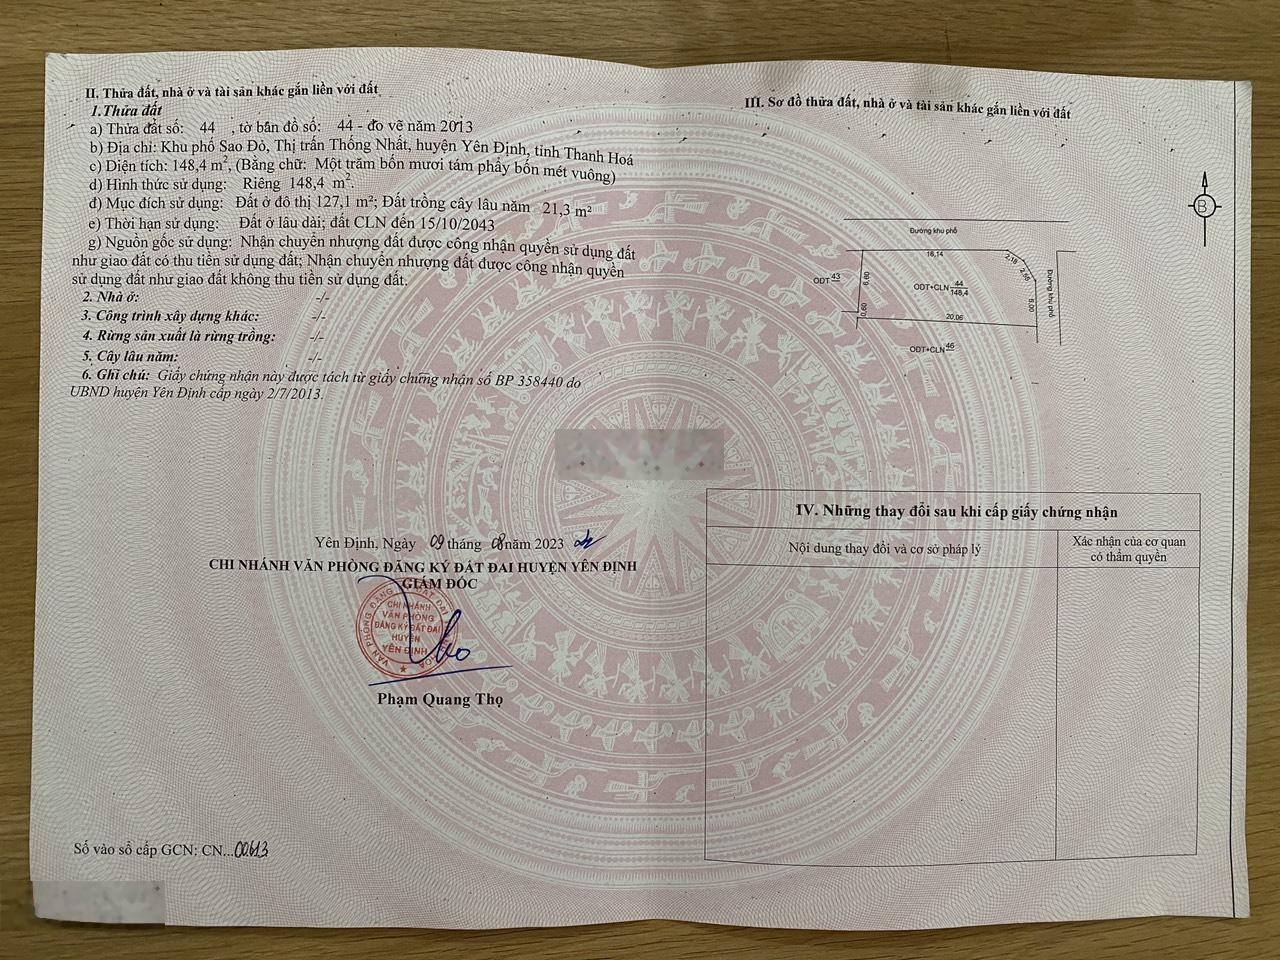 II. Thửa đất, nhà ở và tài sản khác gắn liền với đất
1.Thửa đất
a) Thửa đất số: 44 , tờ bản đồ số: 44 - đo vẽ năm 2013
b) Địa chỉ: Khu phố Sao Đỏ, Thị trấn Thống Nhất, huyện Yên Định, tỉnh Thanh Hoá
c) Diện tích: 148,4 m², (Bằng chữ: Một trăm bốn mươi tám phẩy bốn mét vuông)
d) Hình thức sử dụng: Riêng 148,4 m².
đ) Mục đích sử dụng: Đất ở đô thị 127,1 m²; Đất trồng cây lâu năm 21,3 m²
e) Thời hạn sử dụng: Đất ở lâu dài; đất CLN đến 15/10/2043
g) Nguồn gốc sử dụng: Nhận chuyển nhượng đất được công nhận quyền sử dụng đất
như giao đất có thu tiền sử dụng đất; Nhận chuyển nhượng đất được công nhận quyền
sử dụng đất như giao đất không thu tiền sử dụng đất.
2. Nhà ở: -/-
3. Công trình xây dựng khác: -/-
4. Rừng sản xuất là rừng trồng: -/-
5. Cây lâu năm: -/-
6. Ghi chú: Giấy chứng nhận này được tách từ giấy chứng nhận số BP 358440 do
UBND huyện Yên Định cấp ngày 2/7/2013.
Yên Định, Ngày 09 tháng 08 năm 2023
CHI NHÁNH VĂN PHÒNG ĐĂNG KÝ ĐẤT ĐAI HUYỆN YÊN ĐỊNH
GIÁM ĐỐC
CHI NHÁNH
VĂN PHÒNG
ĐĂNG KÝ ĐẤT ĐAI
HUYỆN
YÊN ĐỊNH
Phạm Quang Thọ
Số vào sổ cấp GCN: CN...00613
III. Sơ đồ thửa đất, nhà ở và tài sản khác gắn liền với đất
B
Đường khu phố
16,14
2,18
2,56
ODT 43
6,60
ODT+CLN 44
148,4
5,00
Đường khu phố
0,60
20,06
ODT+CLN 46
IV. Những thay đổi sau khi cấp giấy chứng nhận
Nội dung thay đổi và cơ sở pháp lý
Xác nhận của cơ quan
có thẩm quyền